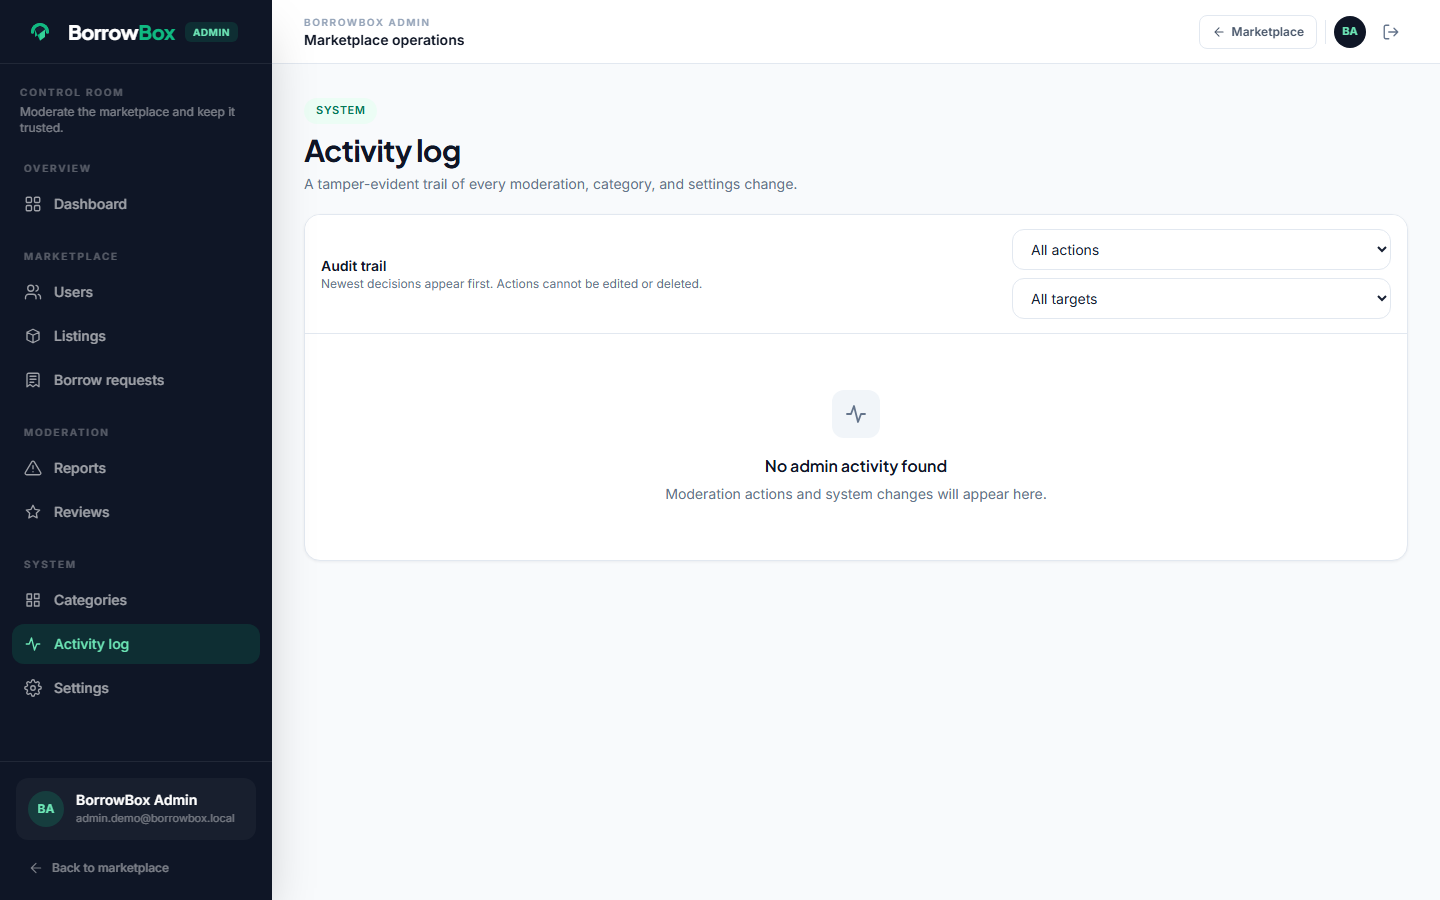 BorrowBox ADMIN
CONTROL ROOM
Moderate the marketplace and keep it
trusted.
OVERVIEW
Dashboard
MARKETPLACE
Users
Listings
Borrow requests
MODERATION
Reports
Reviews
SYSTEM
Categories
Activity log
Settings
BA
BorrowBox Admin
admin.demo@borrowbox.local
Back to marketplace
BORROWBOX ADMIN
Marketplace operations
Marketplace
BA
SYSTEM
Activity log
A tamper-evident trail of every moderation, category, and settings change.
Audit trail
Newest decisions appear first. Actions cannot be edited or deleted.
All actions
All targets
No admin activity found
Moderation actions and system changes will appear here.